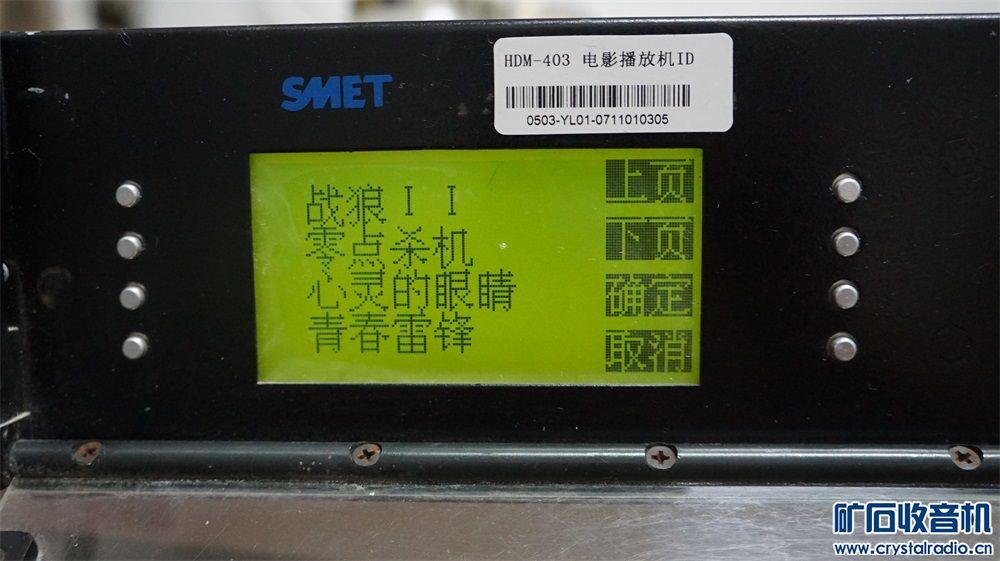 SMET
HDM-403 电影播放机ID
0503-YL01-0711010305
战狼II
零点杀机
心灵的眼睛
青春雷锋
上页
下页
确定
取消
矿石收音机
www.crystalradio.cn